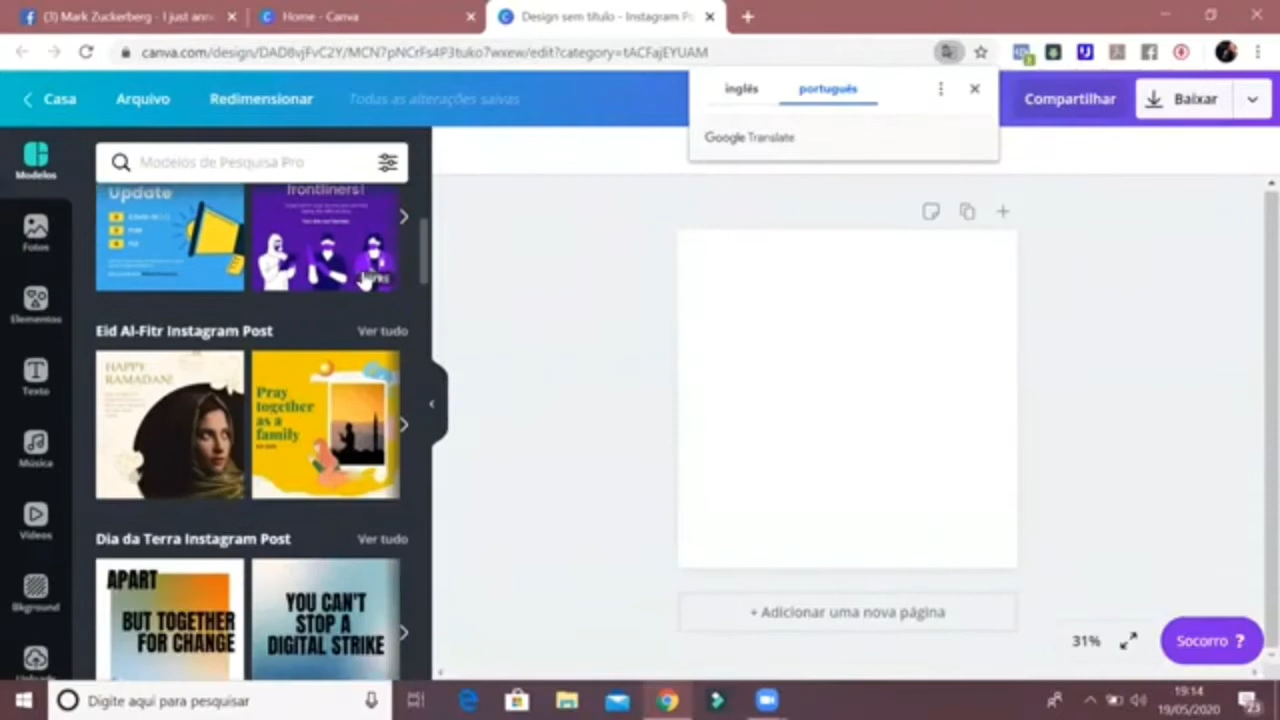 (3) Mark Zuckerberg - I just ann
Home - Canva
Design sem título - Instagram Po
canva.com/design/DAD8vjFvC2Y/MCN7pNCrFs4P3tuko7wxew/edit?category=tACFajEYUAM
inglês
português
Google Translate
Casa
Arquivo
Redimensionar
Todas as alterações salvas
Compartilhar
Baixar
Modelos
Fotos
Elementos
Texto
Música
Vídeos
Bkground
Uploads
Modelos de Pesquisa Pro
Update
frontliners!
Eid Al-Fitr Instagram Post
Ver tudo
HAPPY
RAMADAN!
Pray
together
as a
family
Dia da Terra Instagram Post
Ver tudo
APART
BUT TOGETHER
FOR CHANGE
YOU CAN'T
STOP A
DIGITAL STRIKE
+ Adicionar uma nova página
31%
Socorro ?
Digite aqui para pesquisar
19:14
19/05/2020
23